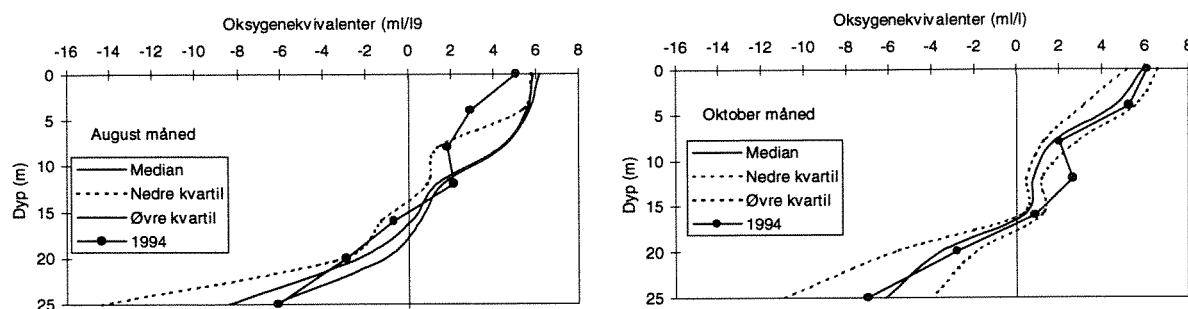 Oksygenekvivalenter (ml/l9
-16 -14 -12 -10 -8 -6 -4 -2 0 2 4 6 8
0
5
10
15
20
25
Dyp (m)
August måned
Median
Nedre kvartil
Øvre kvartil
1994
Oksygenekvivalenter (ml/l)
-16 -14 -12 -10 -8 -6 -4 -2 0 2 4 6 8
0
5
10
15
20
25
Dyp (m)
Oktober måned
Median
Nedre kvartil
Øvre kvartil
1994